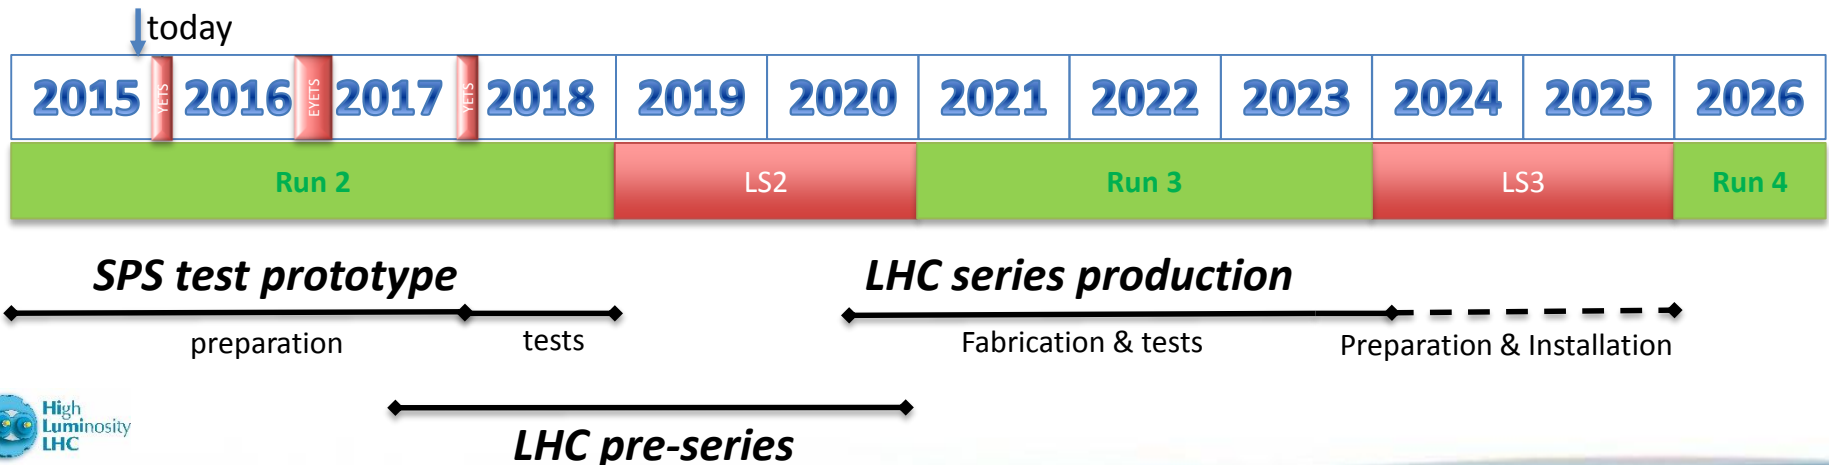 today
2015 YETS 2016 EYETS 2017 YETS 2018 2019 2020 2021 2022 2023 2024 2025 2026
Run 2 LS2 Run 3 LS3 Run 4
SPS test prototype LHC series production
preparation tests Fabrication & tests Preparation & Installation
High
Luminosity
LHC
LHC pre-series